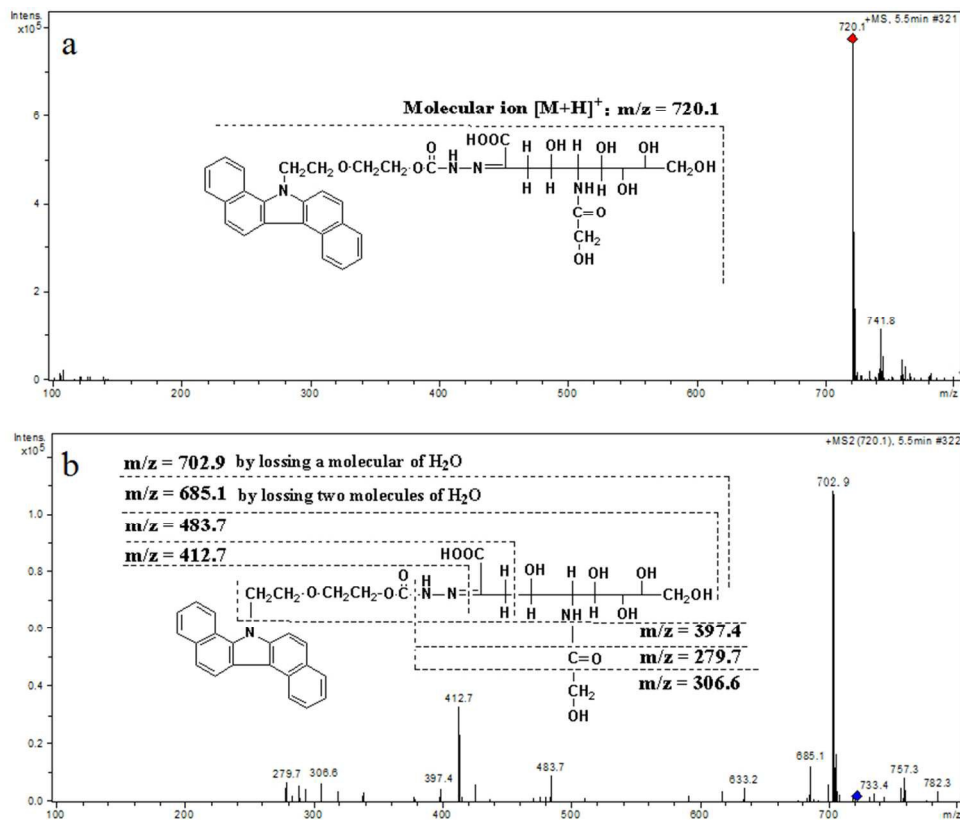 Intens.
x10⁵
a
+MS, 5.5min #321
720.1
Molecular ion [M+H]⁺: m/z = 720.1
HOOC H OH H OH OH
CH₂CH₂O·CH₂CH₂·O·C-N-N CH₂OH
O H
N
H H NH H OH
C=O
CH₂
OH
6
4
2
0
741.8
100 200 300 400 500 600 700 m/z
Intens.
x10⁵
b
+MS2(720.1), 5.5min #322
m/z = 702.9 by lossing a molecular of H₂O
m/z = 685.1 by lossing two molecules of H₂O
m/z = 483.7
m/z = 412.7
702.9
HOOC H OH H OH OH
CH₂CH₂-O-CH₂CH₂-O·C·N-N CH₂OH
O H
N
H H NH H OH
C=O
CH₂
OH
m/z = 397.4
m/z = 279.7
m/z = 306.6
1.0
0.8
0.6
0.4
0.2
0.0
279.7 306.6 397.4 412.7 483.7 633.2 685.1 733.4 757.3 782.3
100 200 300 400 500 600 700 m/z